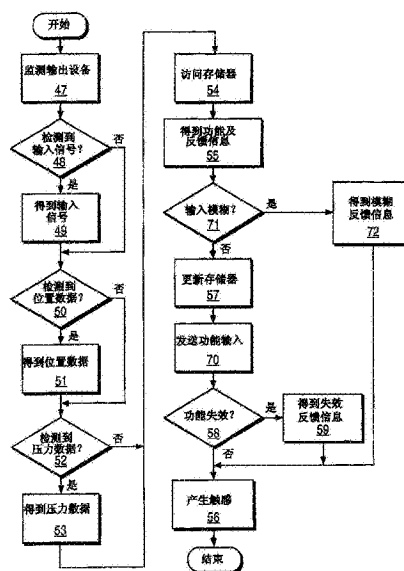 开始
监测输出设备
47
检测到
输入信号？
48
否
是
得到输入
信号
49
检测到
位置数据？
50
否
是
得到位置数据
51
检测到
压力数据？
52
否
是
得到压力数据
53
访问存储器
54
得到功能及
反馈信息
55
输入模糊？
71
是
否
得到模糊
反馈信息
72
更新存储器
57
发送功能输入
70
功能失效？
58
是
否
得到失效
反馈信息
59
产生触感
56
结束